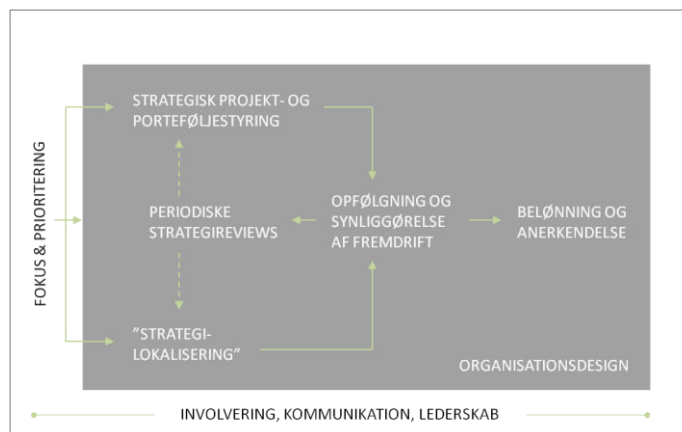 FOKUS & PRIORITERING
STRATEGISK PROJEKT- OG
PORTEFØLJESTYRING
PERIODISKE
STRATEGIREVIEWS
"STRATEGI-
LOKALISERING"
OPFØLGNING OG
SYNLIGGØRELSE
AF FREMDRIFT
BELØNNING OG
ANERKENDELSE
ORGANISATIONSDESIGN
INVOLVERING, KOMMUNIKATION, LEDERSKAB